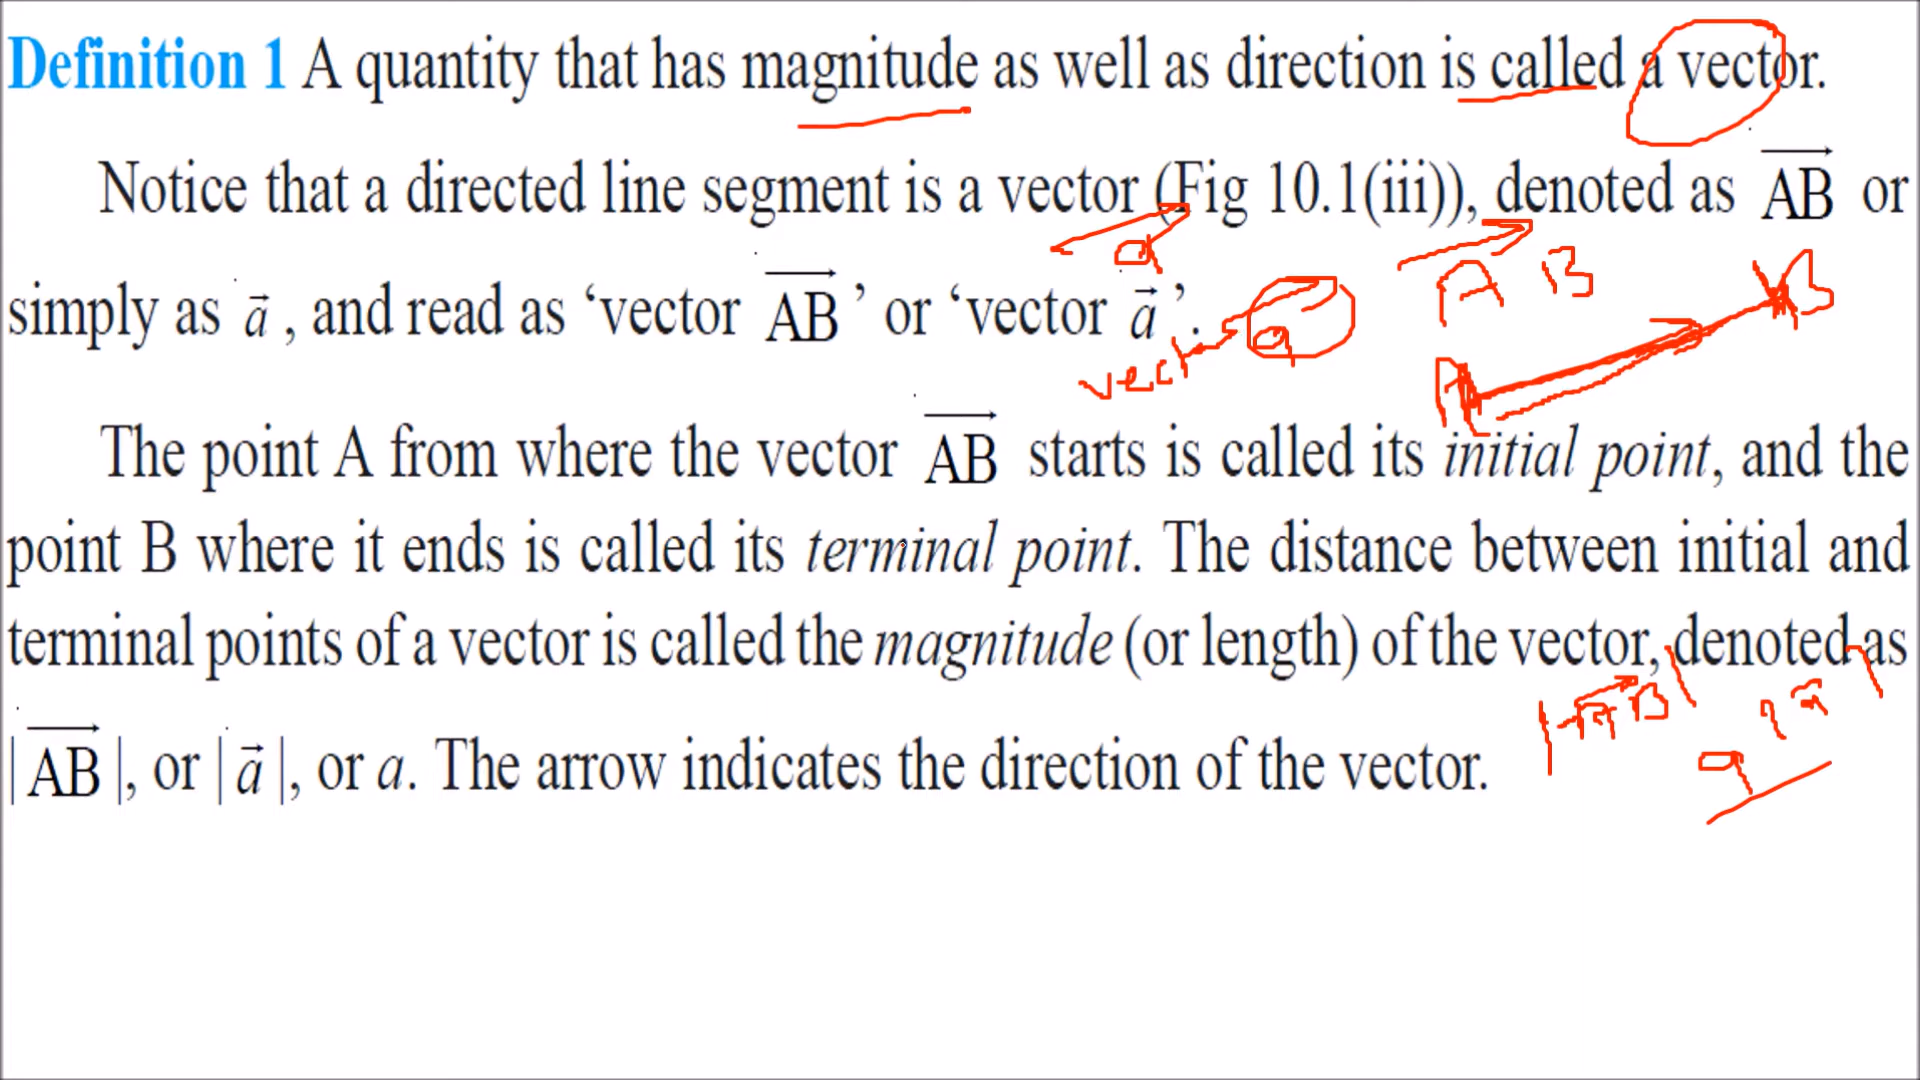 Definition 1 A quantity that has magnitude as well as direction is called a vector.
Notice that a directed line segment is a vector (Fig 10.1(iii)), denoted as $\overrightarrow{AB}$ or
a⃗ A B
simply as $\vec{a}$, and read as ‘vector $\overrightarrow{AB}$’ or ‘vector $\vec{a}$’.
a⃗ B
vect A
The point A from where the vector $\overrightarrow{AB}$ starts is called its initial point, and the
point B where it ends is called its terminal point. The distance between initial and
terminal points of a vector is called the magnitude (or length) of the vector, denoted as
|$\overrightarrow{AB}$|
|$\overrightarrow{AB}$|, or |$\vec{a}$|, or a. The arrow indicates the direction of the vector.
a